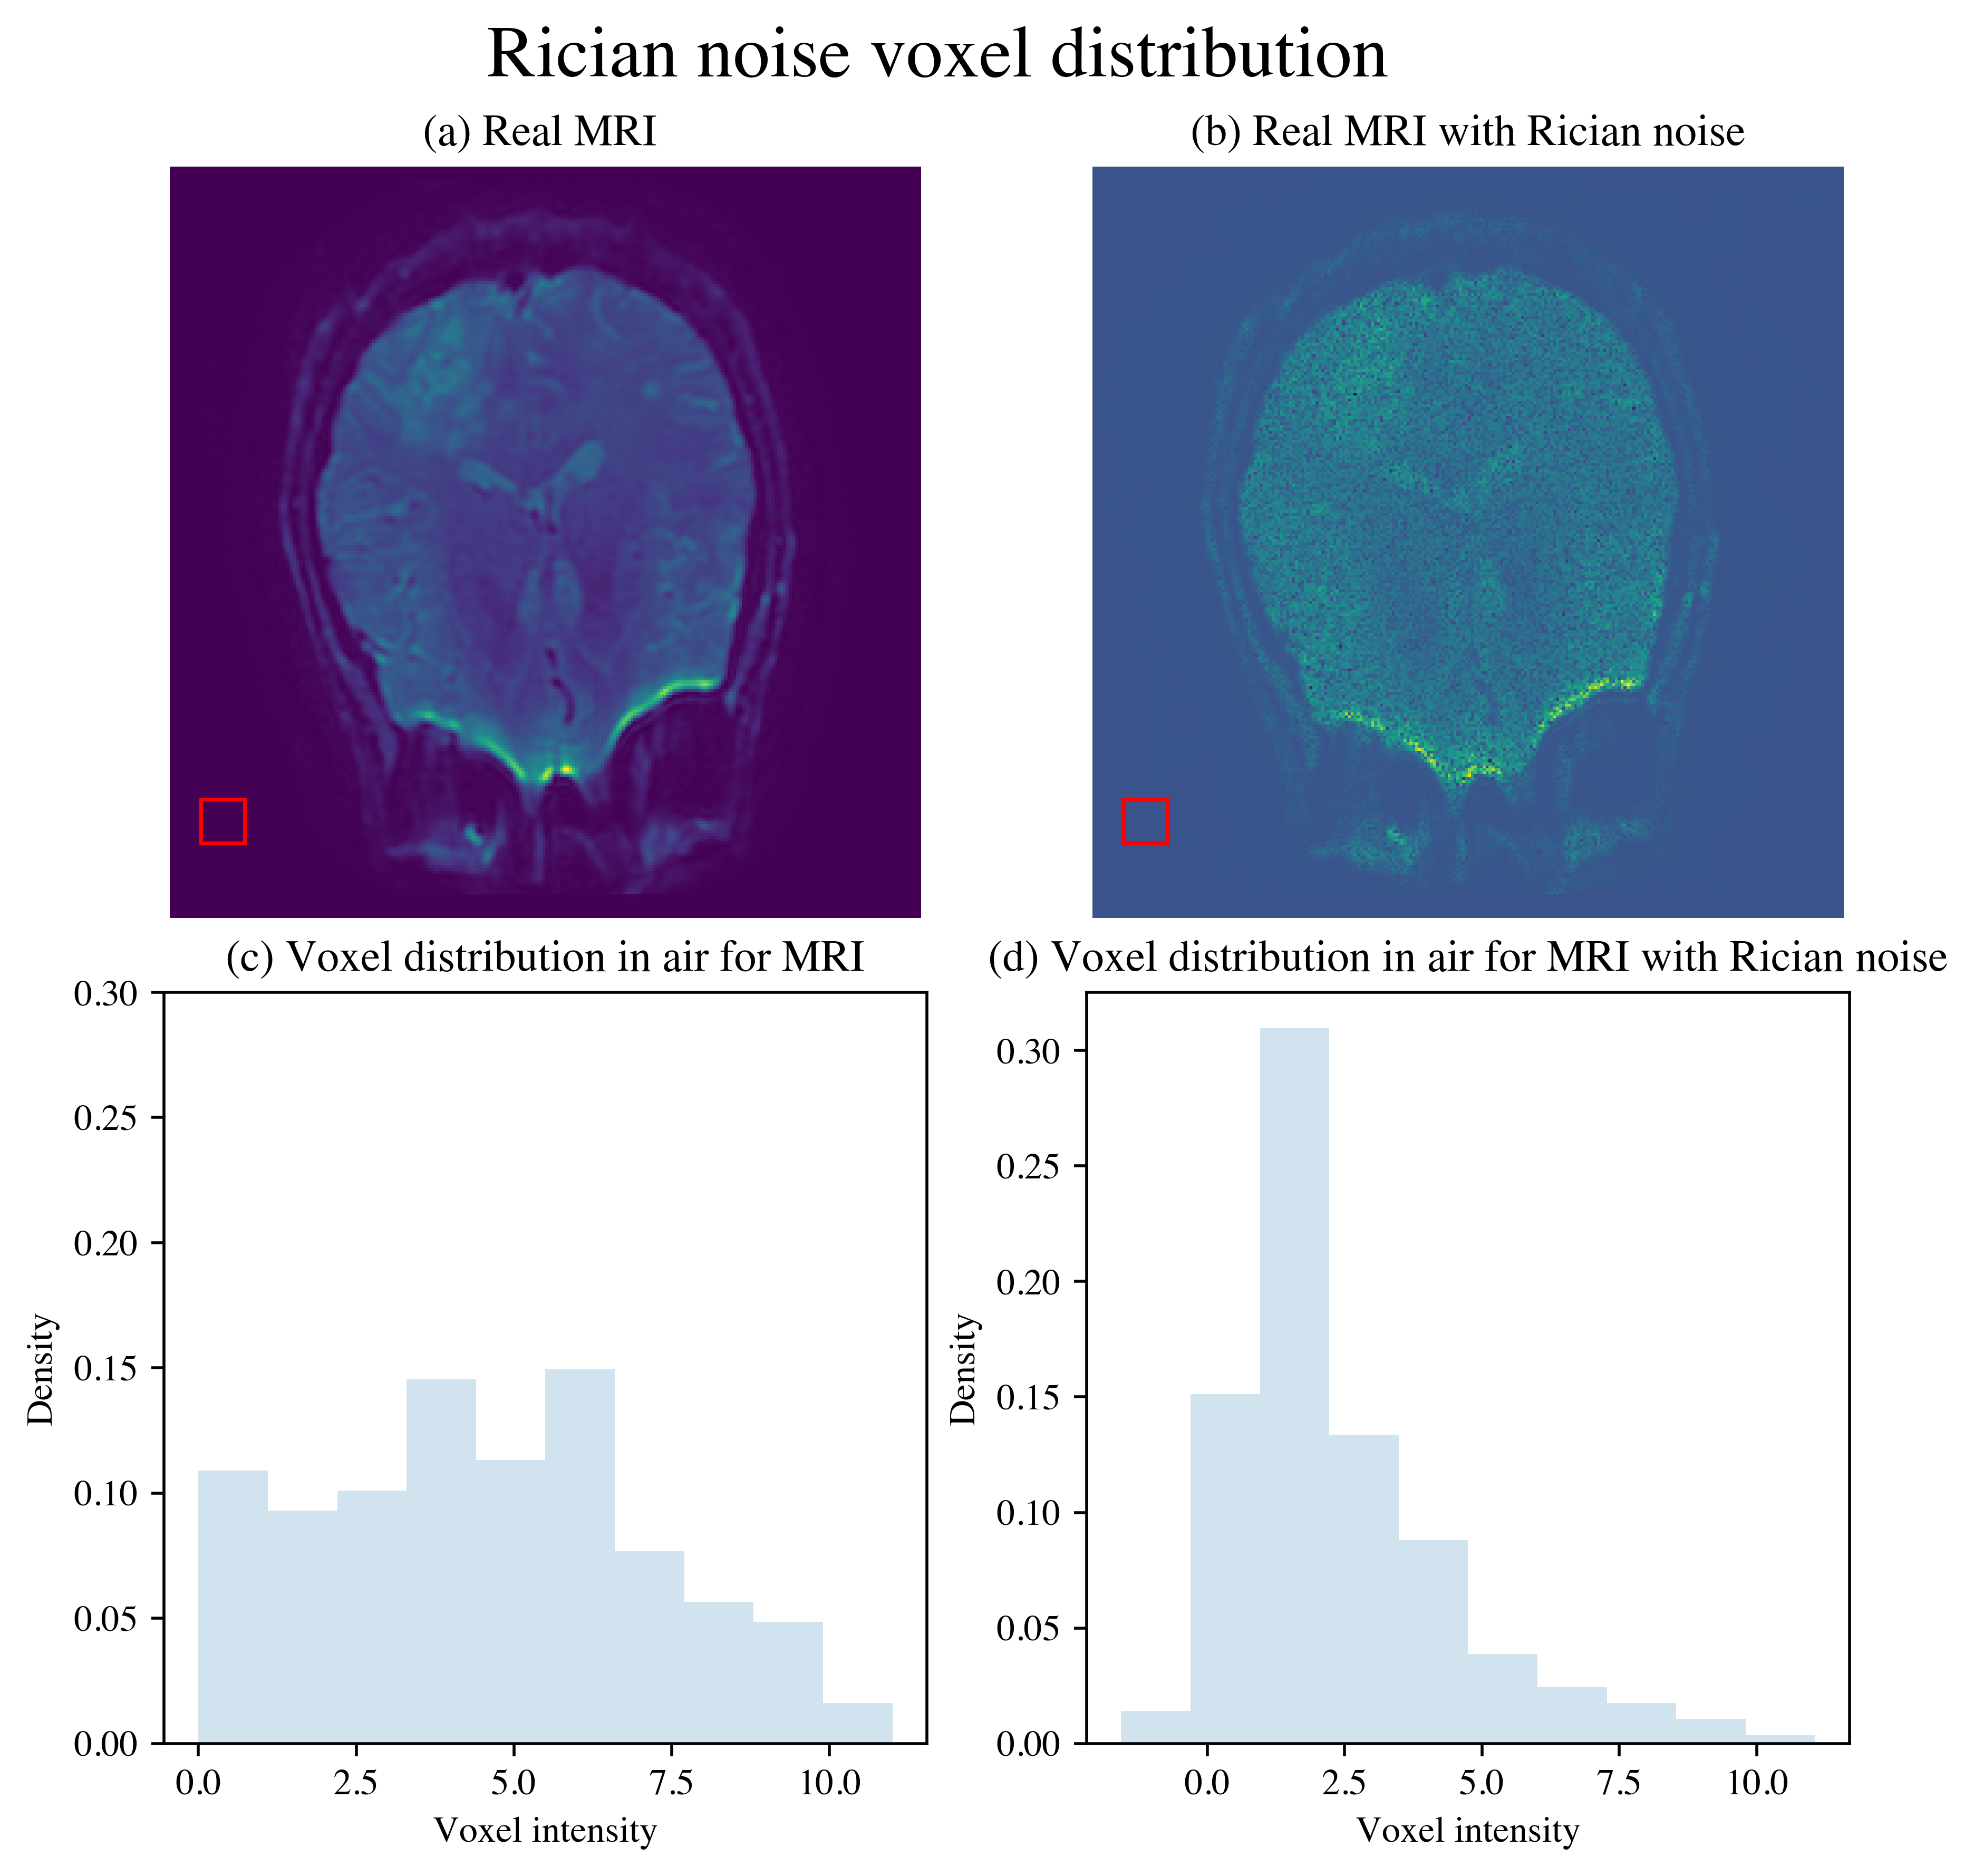 Rician noise voxel distribution
(a) Real MRI
(b) Real MRI with Rician noise
(c) Voxel distribution in air for MRI
0.30
0.25
0.20
0.15
0.10
0.05
0.00
Density
0.0 2.5 5.0 7.5 10.0
Voxel intensity
(d) Voxel distribution in air for MRI with Rician noise
0.30
0.25
0.20
0.15
0.10
0.05
0.00
Density
0.0 2.5 5.0 7.5 10.0
Voxel intensity